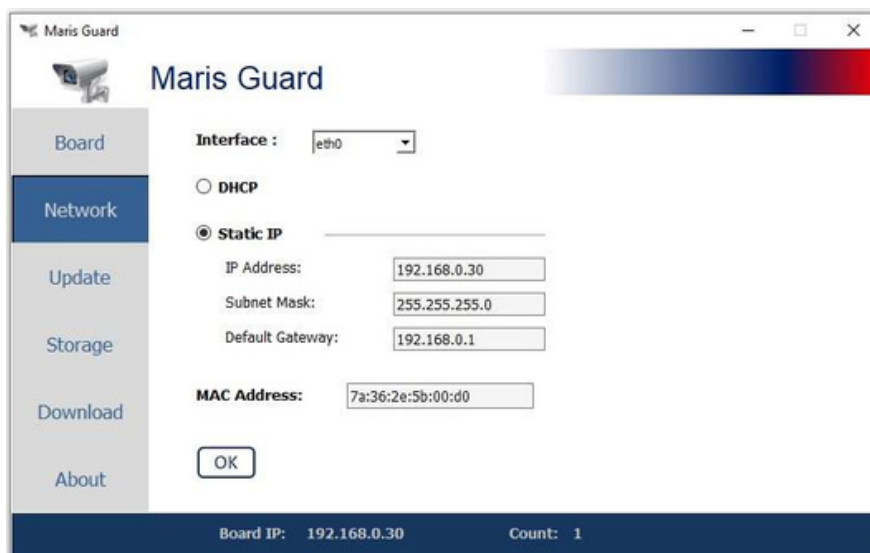 Maris Guard
Maris Guard
Board
Network
Update
Storage
Download
About
Interface : eth0
DHCP
Static IP
IP Address: 192.168.0.30
Subnet Mask: 255.255.255.0
Default Gateway: 192.168.0.1
MAC Address: 7a:36:2e:5b:00:d0
OK
Board IP: 192.168.0.30 Count: 1